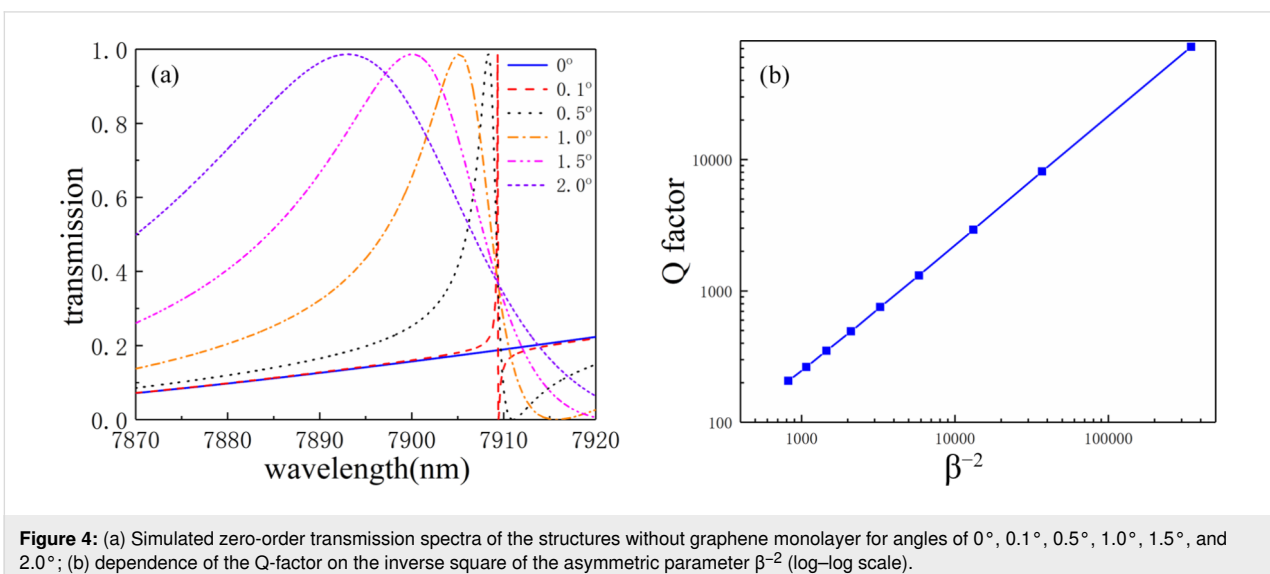 (a)
transmission
1.0
0.8
0.6
0.4
0.2
0.0
7870 7880 7890 7900 7910 7920
wavelength(nm)
0°
0.1°
0.5°
1.0°
1.5°
2.0°
(b)
Q factor
10000
1000
100
1000 10000 100000
β⁻²
Figure 4: (a) Simulated zero-order transmission spectra of the structures without graphene monolayer for angles of 0°, 0.1°, 0.5°, 1.0°, 1.5°, and
2.0°; (b) dependence of the Q-factor on the inverse square of the asymmetric parameter β⁻² (log–log scale).